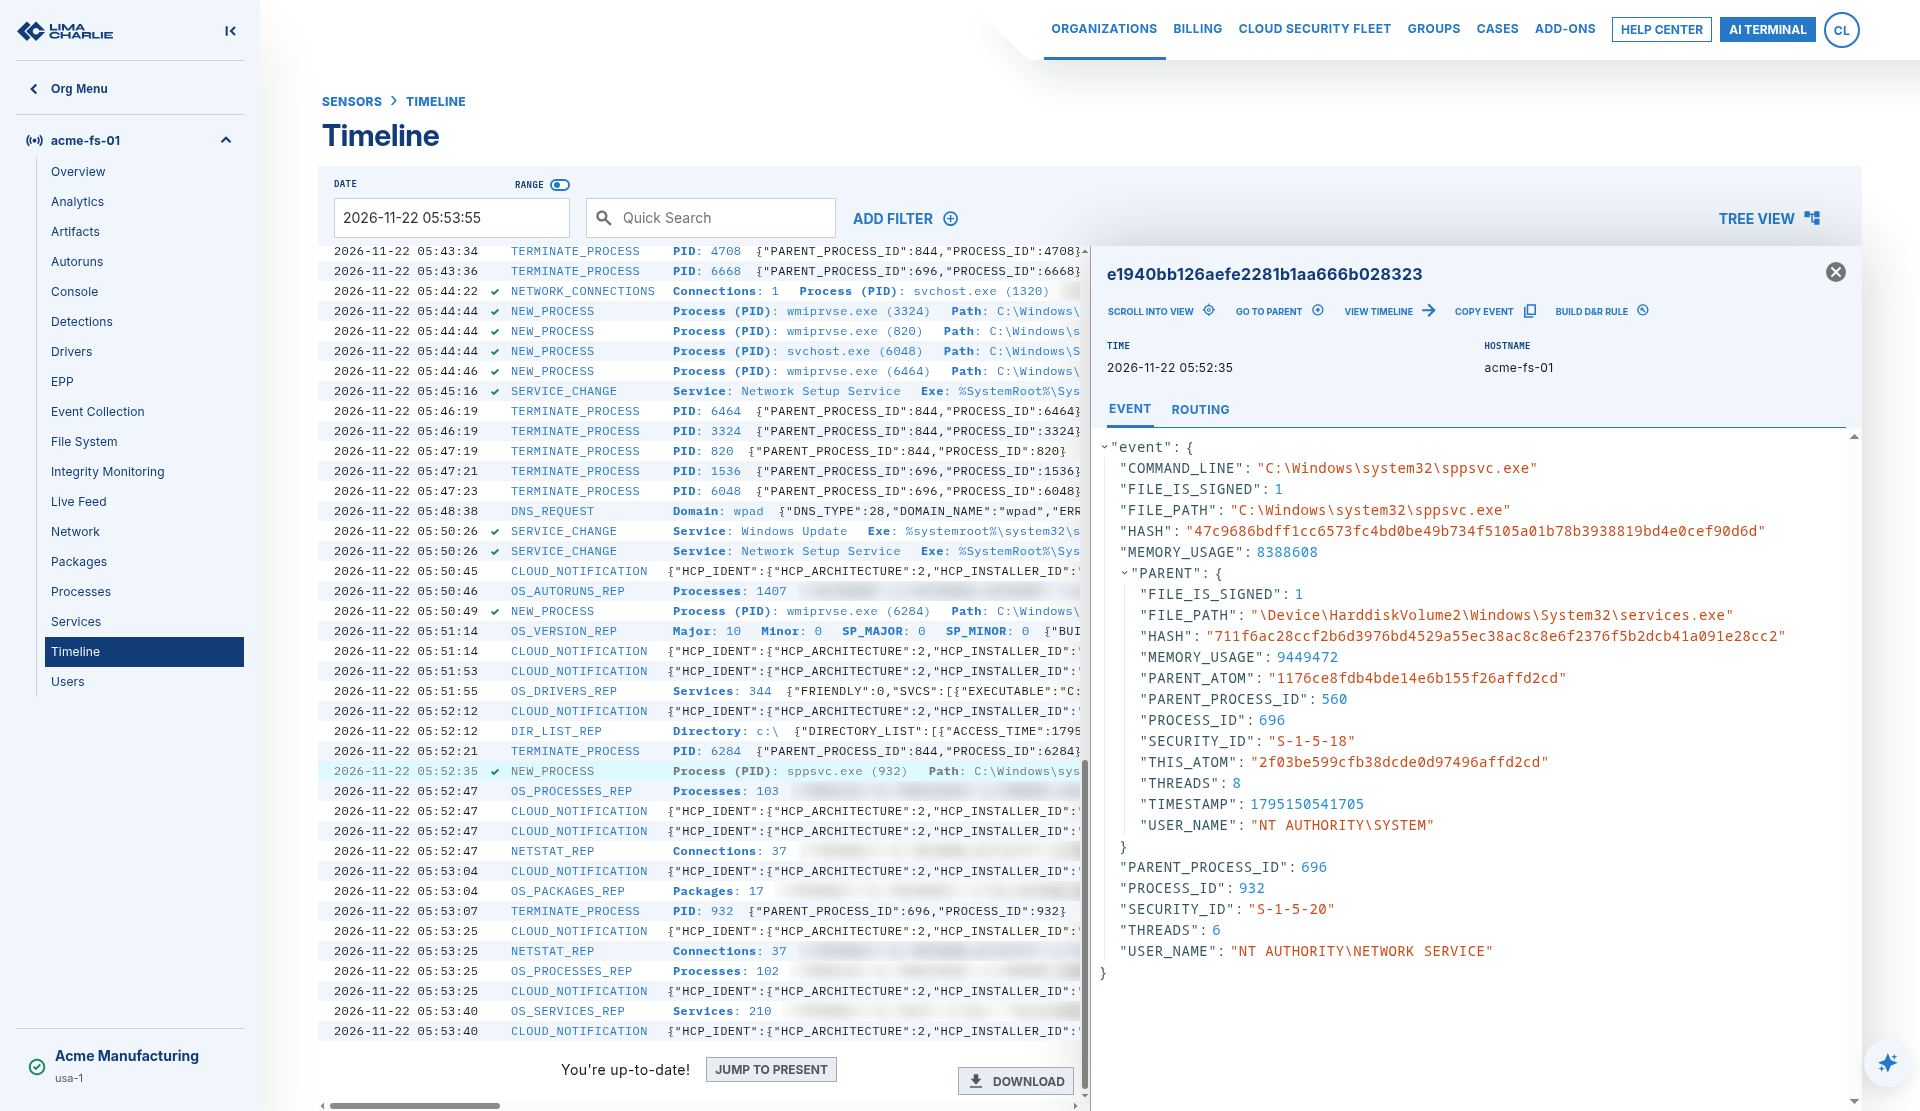 LIMA
CHARLIE
Org Menu
acme-fs-01
Overview
Analytics
Artifacts
Autoruns
Console
Detections
Drivers
EPP
Event Collection
File System
Integrity Monitoring
Live Feed
Network
Packages
Processes
Services
Timeline
Users
Acme Manufacturing
usa-1
ORGANIZATIONS BILLING CLOUD SECURITY FLEET GROUPS CASES ADD-ONS HELP CENTER AI TERMINAL CL
SENSORS > TIMELINE
Timeline
DATE RANGE
2026-11-22 05:53:55 Quick Search ADD FILTER TREE VIEW
2026-11-22 05:43:34 TERMINATE_PROCESS PID: 4708 {"PARENT_PROCESS_ID":844,"PROCESS_ID":4708}
2026-11-22 05:43:36 TERMINATE_PROCESS PID: 6668 {"PARENT_PROCESS_ID":696,"PROCESS_ID":6668}
2026-11-22 05:44:22 NETWORK_CONNECTIONS Connections: 1 Process (PID): svchost.exe (1320)
2026-11-22 05:44:44 NEW_PROCESS Process (PID): wmiprvse.exe (3324) Path: C:\Windows\
2026-11-22 05:44:44 NEW_PROCESS Process (PID): wmiprvse.exe (820) Path: C:\Windows\s
2026-11-22 05:44:44 NEW_PROCESS Process (PID): svchost.exe (6048) Path: C:\Windows\S
2026-11-22 05:44:46 NEW_PROCESS Process (PID): wmiprvse.exe (6464) Path: C:\Windows\
2026-11-22 05:45:16 SERVICE_CHANGE Service: Network Setup Service Exe: %SystemRoot%\Sys
2026-11-22 05:46:19 TERMINATE_PROCESS PID: 6464 {"PARENT_PROCESS_ID":844,"PROCESS_ID":6464}
2026-11-22 05:46:19 TERMINATE_PROCESS PID: 3324 {"PARENT_PROCESS_ID":844,"PROCESS_ID":3324}
2026-11-22 05:47:19 TERMINATE_PROCESS PID: 820 {"PARENT_PROCESS_ID":844,"PROCESS_ID":820}
2026-11-22 05:47:21 TERMINATE_PROCESS PID: 1536 {"PARENT_PROCESS_ID":696,"PROCESS_ID":1536}
2026-11-22 05:47:23 TERMINATE_PROCESS PID: 6048 {"PARENT_PROCESS_ID":696,"PROCESS_ID":6048}
2026-11-22 05:48:38 DNS_REQUEST Domain: wpad {"DNS_TYPE":28,"DOMAIN_NAME":"wpad","ERR
2026-11-22 05:50:26 SERVICE_CHANGE Service: Windows Update Exe: %systemroot%\system32\s
2026-11-22 05:50:26 SERVICE_CHANGE Service: Network Setup Service Exe: %SystemRoot%\Sys
2026-11-22 05:50:45 CLOUD_NOTIFICATION {"HCP_IDENT":{"HCP_ARCHITECTURE":2,"HCP_INSTALLER_ID":"
2026-11-22 05:50:46 OS_AUTORUNS_REP Processes: 1407
2026-11-22 05:50:49 NEW_PROCESS Process (PID): wmiprvse.exe (6284) Path: C:\Windows\
2026-11-22 05:51:14 OS_VERSION_REP Major: 10 Minor: 0 SP_MAJOR: 0 SP_MINOR: 0 {"BUI
2026-11-22 05:51:14 CLOUD_NOTIFICATION {"HCP_IDENT":{"HCP_ARCHITECTURE":2,"HCP_INSTALLER_ID":"
2026-11-22 05:51:53 CLOUD_NOTIFICATION {"HCP_IDENT":{"HCP_ARCHITECTURE":2,"HCP_INSTALLER_ID":"
2026-11-22 05:51:55 OS_DRIVERS_REP Services: 344 {"FRIENDLY":0,"SVCS":[{"EXECUTABLE":"C:
2026-11-22 05:52:12 CLOUD_NOTIFICATION {"HCP_IDENT":{"HCP_ARCHITECTURE":2,"HCP_INSTALLER_ID":"
2026-11-22 05:52:12 DIR_LIST_REP Directory: c:\ {"DIRECTORY_LIST":[{"ACCESS_TIME":1795
2026-11-22 05:52:21 TERMINATE_PROCESS PID: 6284 {"PARENT_PROCESS_ID":844,"PROCESS_ID":6284}
2026-11-22 05:52:35 NEW_PROCESS Process (PID): sppsvc.exe (932) Path: C:\Windows\sys
2026-11-22 05:52:47 OS_PROCESSES_REP Processes: 103
2026-11-22 05:52:47 CLOUD_NOTIFICATION {"HCP_IDENT":{"HCP_ARCHITECTURE":2,"HCP_INSTALLER_ID":"
2026-11-22 05:52:47 CLOUD_NOTIFICATION {"HCP_IDENT":{"HCP_ARCHITECTURE":2,"HCP_INSTALLER_ID":"
2026-11-22 05:52:47 NETSTAT_REP Connections: 37
2026-11-22 05:53:04 CLOUD_NOTIFICATION {"HCP_IDENT":{"HCP_ARCHITECTURE":2,"HCP_INSTALLER_ID":"
2026-11-22 05:53:04 OS_PACKAGES_REP Packages: 17
2026-11-22 05:53:07 TERMINATE_PROCESS PID: 932 {"PARENT_PROCESS_ID":696,"PROCESS_ID":932}
2026-11-22 05:53:25 CLOUD_NOTIFICATION {"HCP_IDENT":{"HCP_ARCHITECTURE":2,"HCP_INSTALLER_ID":"
2026-11-22 05:53:25 NETSTAT_REP Connections: 37
2026-11-22 05:53:25 OS_PROCESSES_REP Processes: 102
2026-11-22 05:53:25 CLOUD_NOTIFICATION {"HCP_IDENT":{"HCP_ARCHITECTURE":2,"HCP_INSTALLER_ID":"
2026-11-22 05:53:40 OS_SERVICES_REP Services: 210
2026-11-22 05:53:40 CLOUD_NOTIFICATION {"HCP_IDENT":{"HCP_ARCHITECTURE":2,"HCP_INSTALLER_ID":"
You're up-to-date! JUMP TO PRESENT
DOWNLOAD
e1940bb126aefe2281b1aa666b028323
SCROLL INTO VIEW GO TO PARENT VIEW TIMELINE COPY EVENT BUILD D&R RULE
TIME HOSTNAME
2026-11-22 05:52:35 acme-fs-01
EVENT ROUTING
"event": {
"COMMAND_LINE": "C:\Windows\system32\sppsvc.exe"
"FILE_IS_SIGNED": 1
"FILE_PATH": "C:\Windows\system32\sppsvc.exe"
"HASH": "47c9686bdff1cc6573fc4bd0be49b734f5105a01b78b3938819bd4e0cef90d6d"
"MEMORY_USAGE": 8388608
"PARENT": {
"FILE_IS_SIGNED": 1
"FILE_PATH": "\Device\HarddiskVolume2\Windows\System32\services.exe"
"HASH": "711f6ac28ccf2b6d3976bd4529a55ec38ac8c8e6f2376f5b2dcb41a091e28cc2"
"MEMORY_USAGE": 9449472
"PARENT_ATOM": "1176ce8fdb4bde14e6b155f26affd2cd"
"PARENT_PROCESS_ID": 560
"PROCESS_ID": 696
"SECURITY_ID": "S-1-5-18"
"THIS_ATOM": "2f03be599cfb38dcde0d97496affd2cd"
"THREADS": 8
"TIMESTAMP": 1795150541705
"USER_NAME": "NT AUTHORITY\SYSTEM"
}
"PARENT_PROCESS_ID": 696
"PROCESS_ID": 932
"SECURITY_ID": "S-1-5-20"
"THREADS": 6
"USER_NAME": "NT AUTHORITY\NETWORK SERVICE"
}